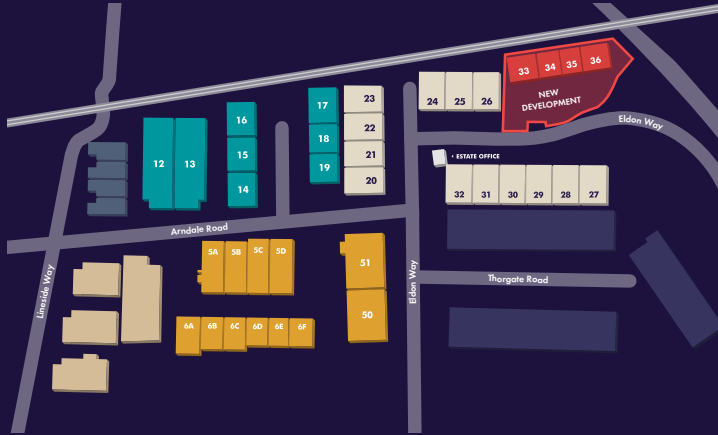 33 34 35 36
NEW
DEVELOPMENT
24 25 26
Eldon Way
17
18
19
23
22
21
20
16
15
14
12 13
• ESTATE OFFICE
32 31 30 29 28 27
Arndale Road
5A 5B 5C 5D
51
50
6A 6B 6C 6D 6E 6F
Lineside Way
Eldon Way
Thorgate Road